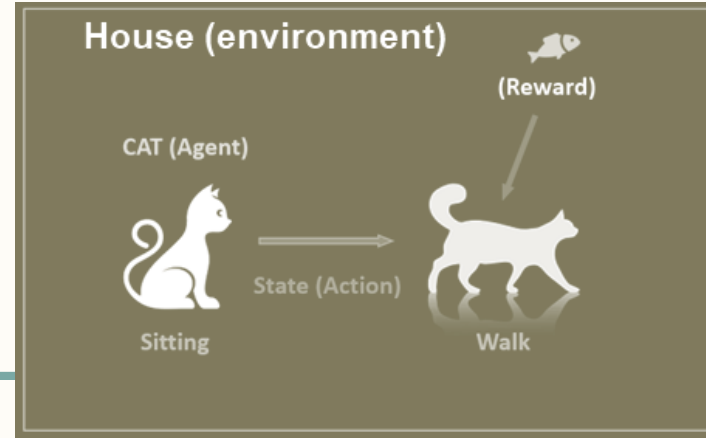 House (environment)
(Reward)
CAT (Agent)
State (Action)
Sitting
Walk